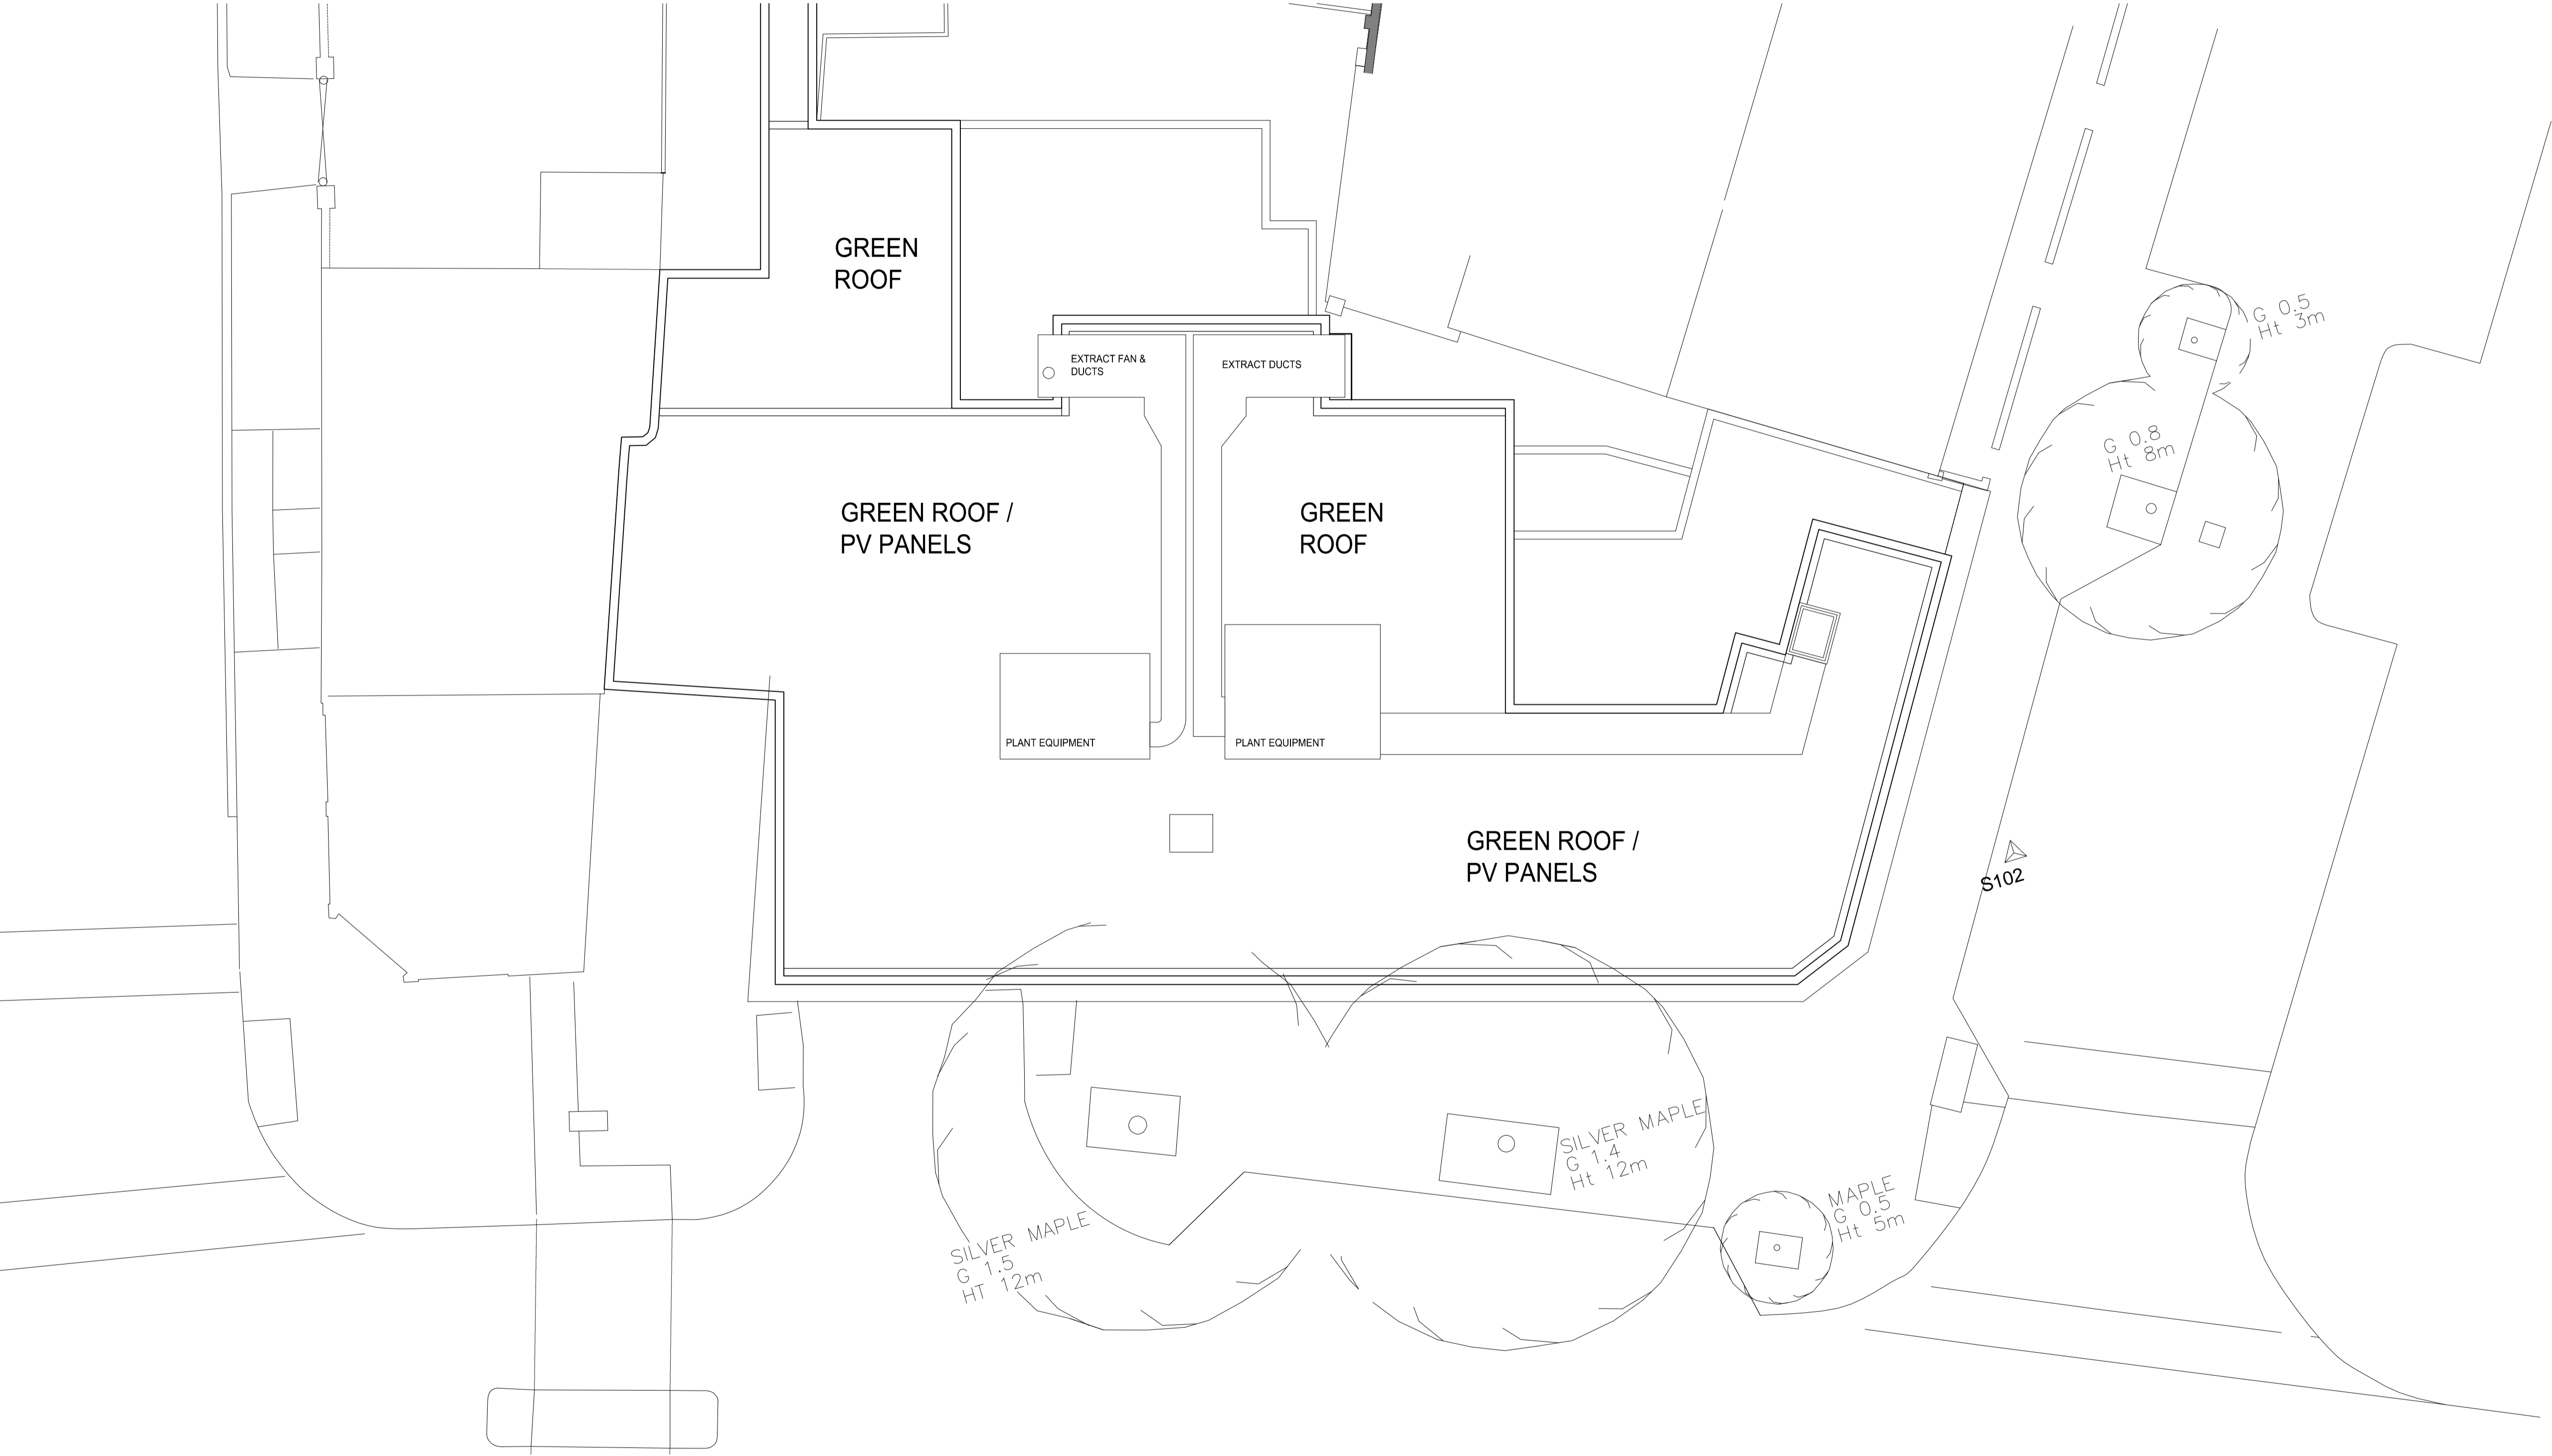 GREEN
ROOF
G 0.5
Ht 3m
EXTRACT FAN &
DUCTS
EXTRACT DUCTS
G 0.8
Ht 8m
GREEN ROOF /
PV PANELS
GREEN
ROOF
PLANT EQUIPMENT
PLANT EQUIPMENT
GREEN ROOF /
PV PANELS
S102
SILVER MAPLE
G 1.4
Ht 12m
MAPLE
G 0.5
Ht 5m
SILVER MAPLE
G 1.5
HT 12m